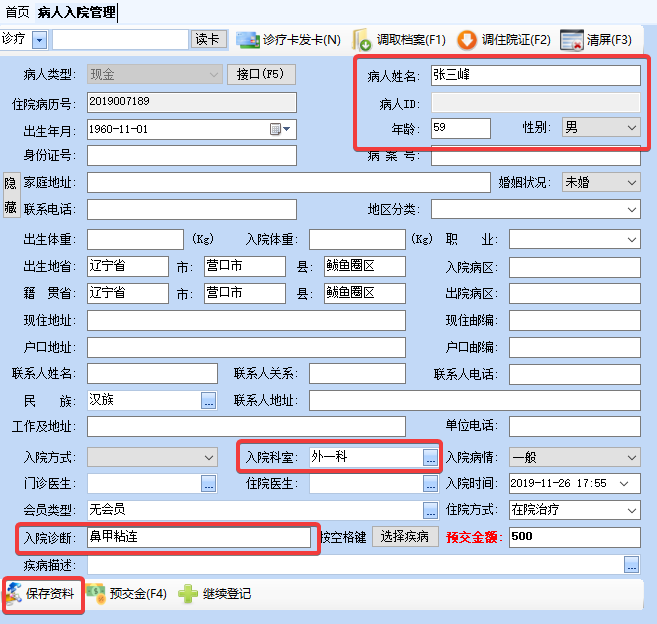 首页 病人入院管理
诊疗 读卡 诊疗卡发卡(N) 调取档案(F1) 调住院证(F2) 清屏(F3)
病人类型: 现金 接口(F5) 病人姓名: 张三峰
住院病历号: 2019007189 病人ID:
出生年月: 1960-11-01 年龄: 59 性别: 男
身份证号: 病 案 号:
隐藏 家庭地址: 婚姻状况: 未婚
联系电话: 地区分类:
出生体重: (Kg) 入院体重: (Kg) 职 业:
出生地省: 辽宁省 市: 营口市 县: 鲅鱼圈区 入院病区:
籍 贯省: 辽宁省 市: 营口市 县: 鲅鱼圈区 出院病区:
现住地址: 现住邮编:
户口地址: 户口邮编:
联系人姓名: 联系人关系: 联系人电话:
民 族: 汉族 ... 联系人地址:
工作及地址: 单位电话:
入院方式: 入院科室: 外一科 ... 入院病情: 一般
门诊医生: ... 住院医生: ... 入院时间: 2019-11-26 17:55
会员类型: 无会员 ... 住院方式: 在院治疗
入院诊断: 鼻甲粘连 按空格键 选择疾病 预交金额: 500
疾病描述: ...
保存资料 预交金(F4) 继续登记